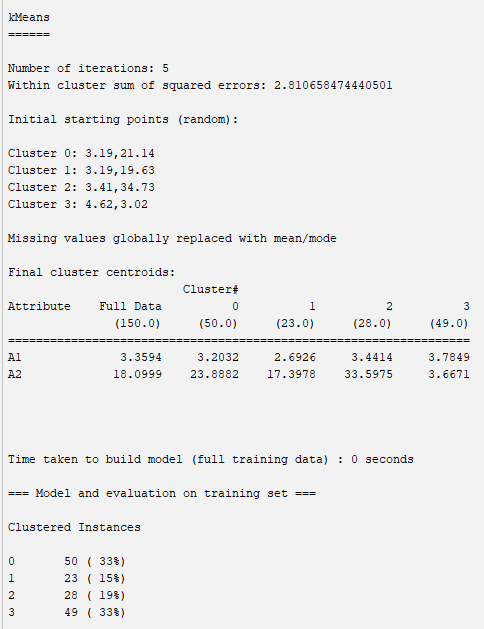 kMeans
======
Number of iterations: 5
Within cluster sum of squared errors: 2.810658474440501
Initial starting points (random):
Cluster 0: 3.19,21.14
Cluster 1: 3.19,19.63
Cluster 2: 3.41,34.73
Cluster 3: 4.62,3.02
Missing values globally replaced with mean/mode
Final cluster centroids:
Cluster#
Attribute    Full Data          0          1          2          3
(150.0)     (50.0)     (23.0)     (28.0)     (49.0)
==================================================================
A1              3.3594     3.2032     2.6926     3.4414     3.7849
A2             18.0999    23.8882    17.3978    33.5975     3.6671
Time taken to build model (full training data) : 0 seconds
=== Model and evaluation on training set ===
Clustered Instances
0       50 ( 33%)
1       23 ( 15%)
2       28 ( 19%)
3       49 ( 33%)